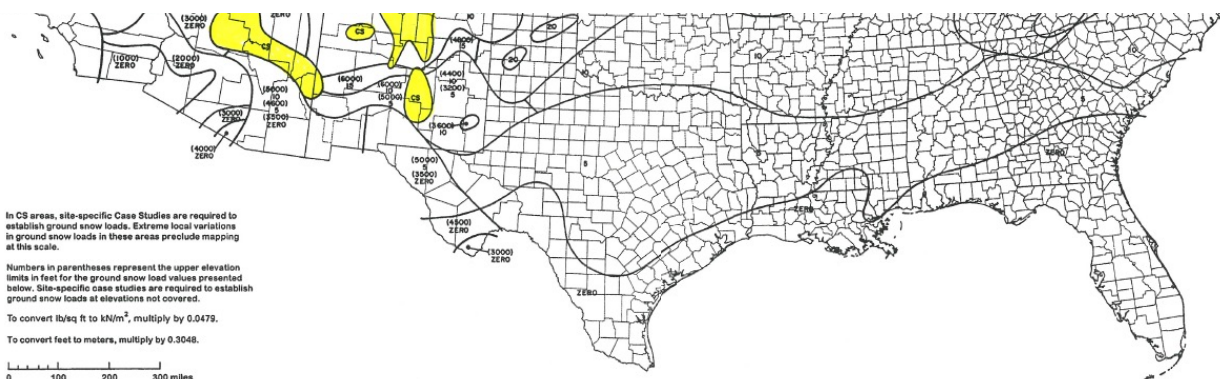 (3000)
ZERO
ZERO
CS
CS
10
20
(4800)
15
20
10
10
(1000)
ZERO
(2000)
ZERO
(6000)
15
(6000)
10
(5000)
5
CS
(4400)
10
(3200)
5
10
(4600)
5
(3500)
ZERO
(3000)
ZERO
(4000)
ZERO
(3600)
10
(5000)
5
(3500)
ZERO
5
5
5
ZERO
ZERO
(4500)
ZERO
(3000)
ZERO
ZERO
In CS areas, site-specific Case Studies are required to
establish ground snow loads. Extreme local variations
in ground snow loads in these areas preclude mapping
at this scale.
Numbers in parentheses represent the upper elevation
limits in feet for the ground snow load values presented
below. Site-specific case studies are required to establish
ground snow loads at elevations not covered.
To convert lb/sq ft to kN/m², multiply by 0.0479.
To convert feet to meters, multiply by 0.3048.
0 100 200 300 miles